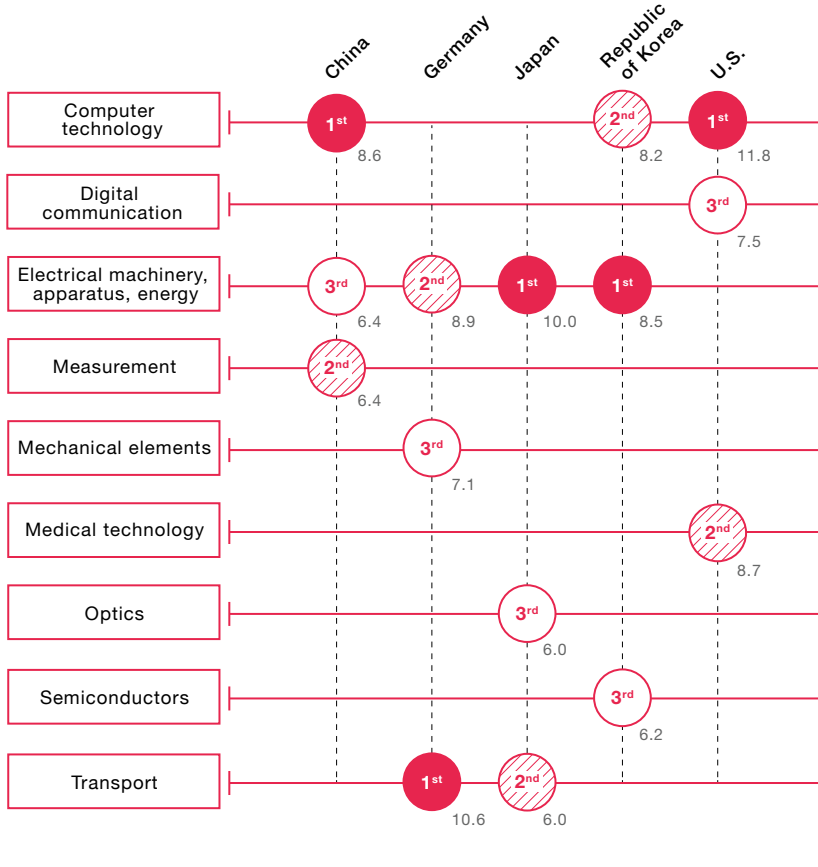 China
Germany
Japan
Republic
of Korea
U.S.
Computer
technology
1st
2nd
1st
8.6
8.2
11.8
Digital
communication
3rd
7.5
Electrical machinery,
apparatus, energy
3rd
2nd
1st
1st
6.4
8.9
10.0
8.5
Measurement
2nd
6.4
Mechanical elements
3rd
7.1
Medical technology
2nd
8.7
Optics
3rd
6.0
Semiconductors
3rd
6.2
Transport
1st
2nd
10.6
6.0